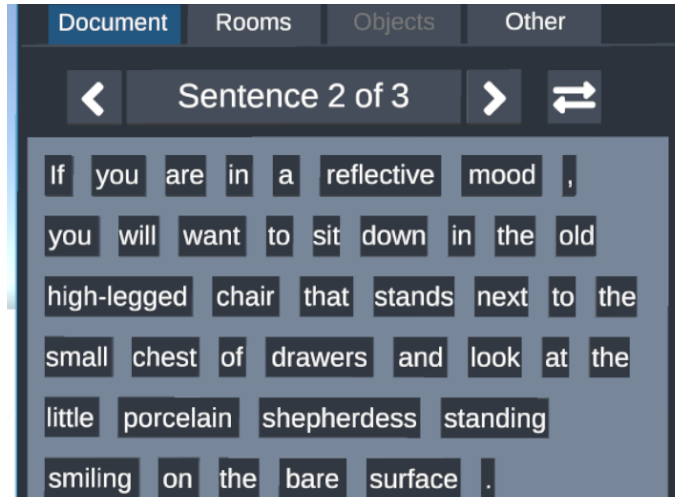 Document Rooms Objects Other
Sentence 2 of 3
If you are in a reflective mood ,
you will want to sit down in the old
high-legged chair that stands next to the
small chest of drawers and look at the
little porcelain shepherdess standing
smiling on the bare surface .